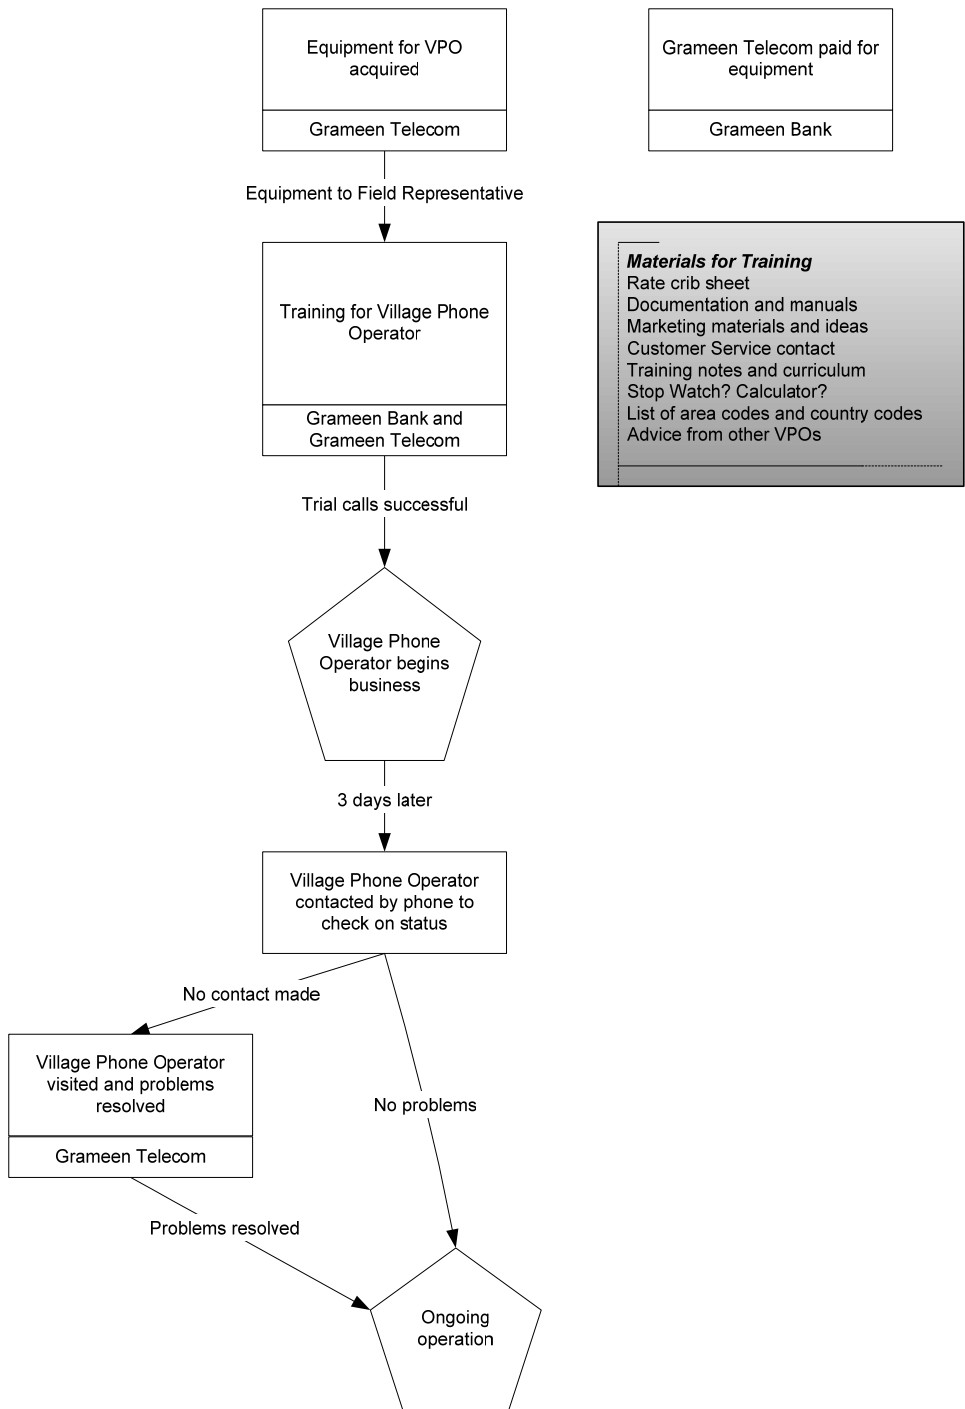 Equipment for VPO
acquired
Grameen Telecom
Grameen Telecom paid for
equipment
Grameen Bank
Equipment to Field Representative
Training for Village Phone
Operator
Grameen Bank and
Grameen Telecom
Materials for Training
Rate crib sheet
Documentation and manuals
Marketing materials and ideas
Customer Service contact
Training notes and curriculum
Stop Watch? Calculator?
List of area codes and country codes
Advice from other VPOs
Trial calls successful
Village Phone
Operator begins
business
3 days later
Village Phone Operator
contacted by phone to
check on status
No contact made
Village Phone Operator
visited and problems
resolved
Grameen Telecom
No problems
Problems resolved
Ongoing
operation